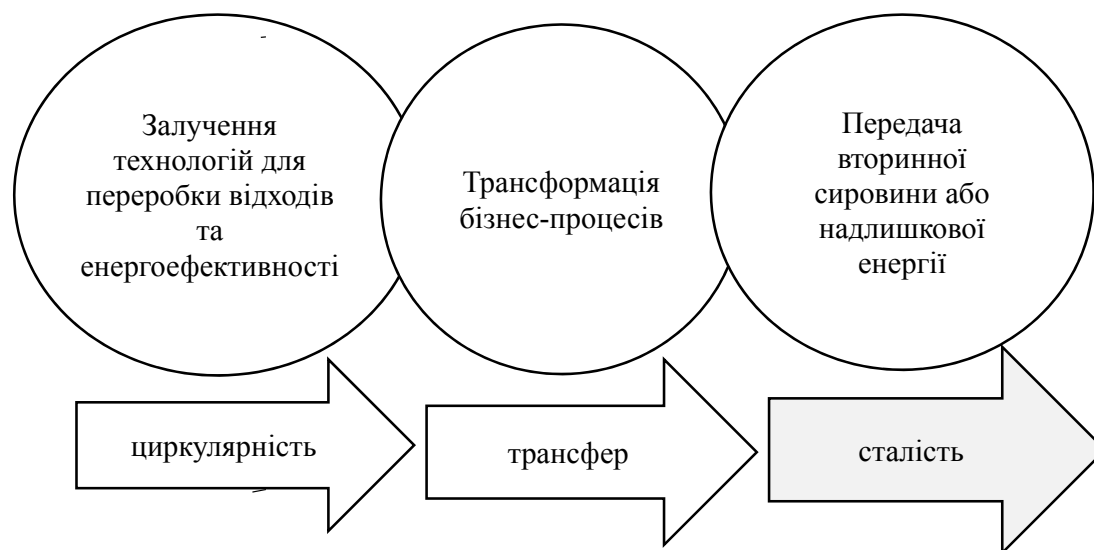 Залучення
технологій для
переробки відходів
та
енергоефективності
Трансформація
бізнес-процесів
Передача
вторинної
сировини або
надлишкової
енергії
циркулярність
трансфер
сталість